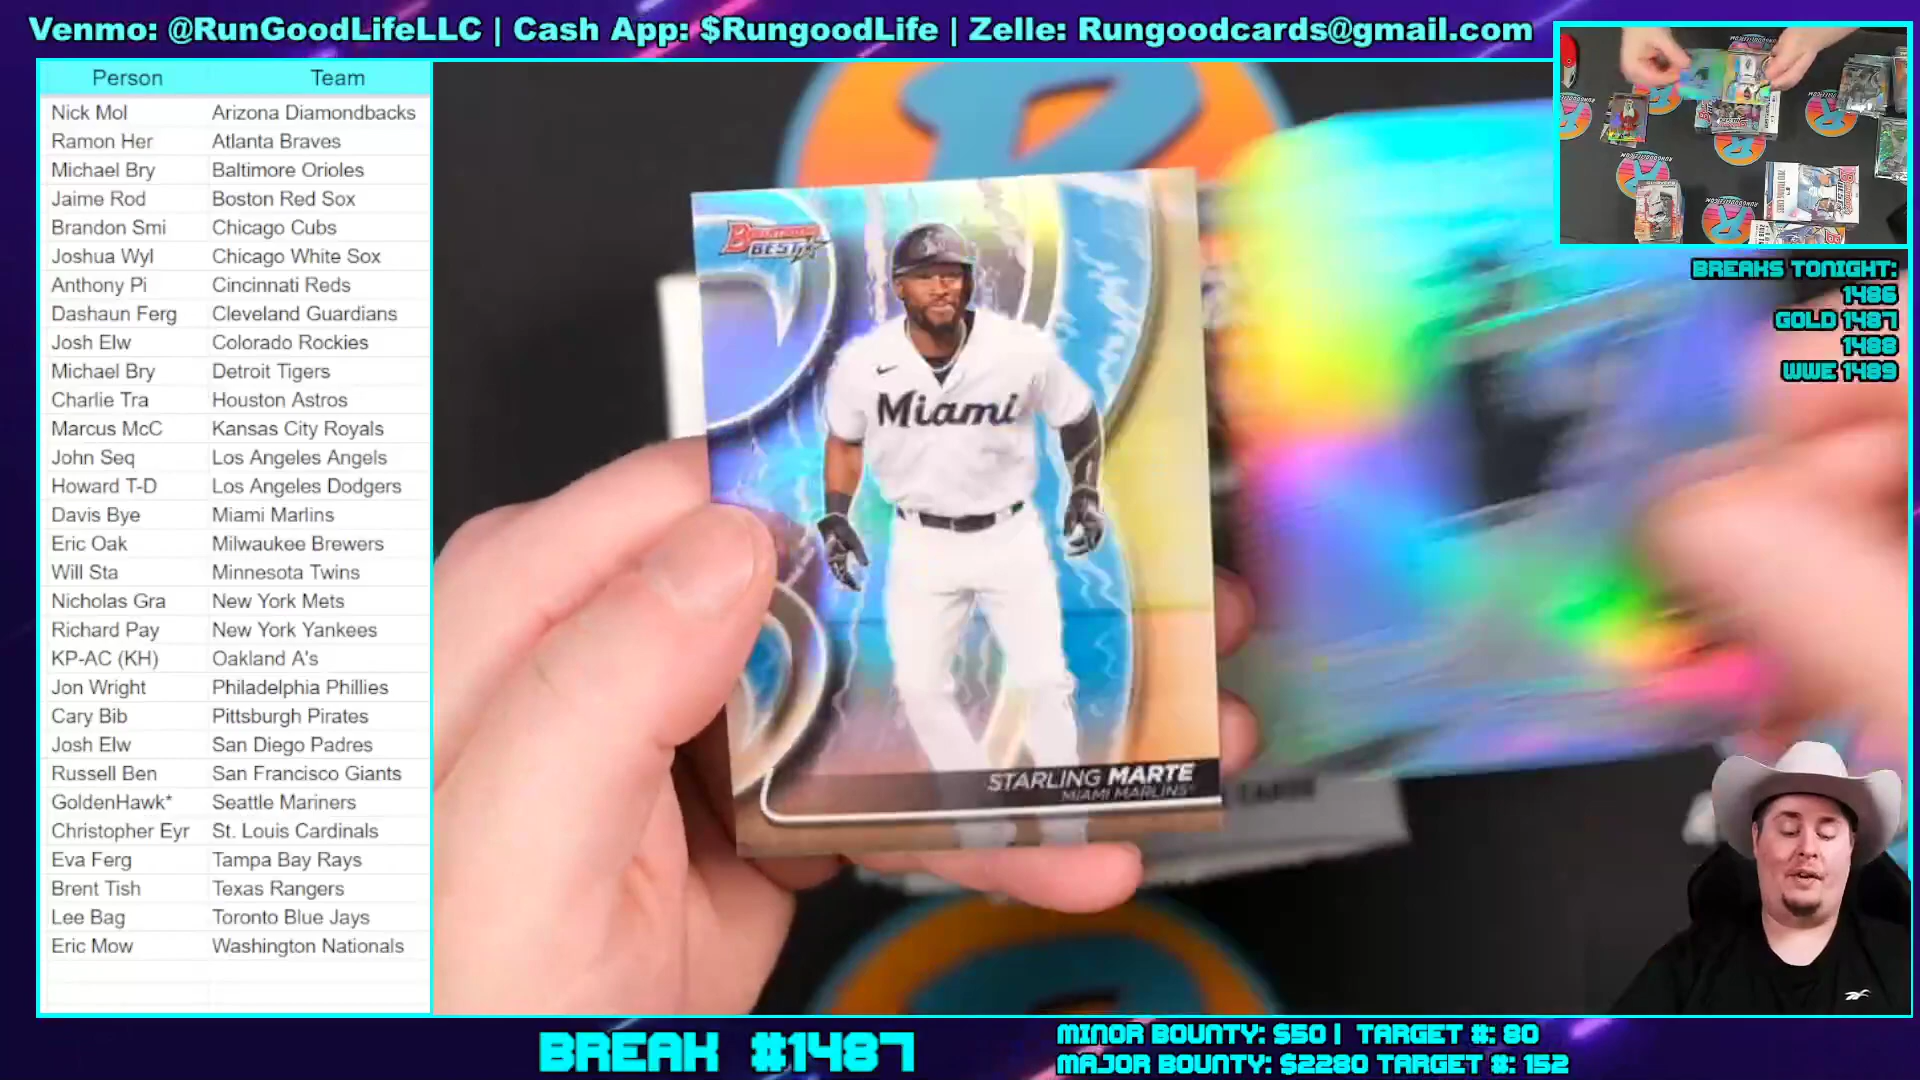 Venmo: @RunGoodLifeLLC | Cash App: $RungoodLife | Zelle: Rungoodcards@gmail.com
Person Team
Nick Mol Arizona Diamondbacks
Ramon Her Atlanta Braves
Michael Bry Baltimore Orioles
Jaime Rod Boston Red Sox
Brandon Smi Chicago Cubs
Joshua Wyl Chicago White Sox
Anthony Pi Cincinnati Reds
Dashaun Ferg Cleveland Guardians
Josh Elw Colorado Rockies
Michael Bry Detroit Tigers
Charlie Tra Houston Astros
Marcus McC Kansas City Royals
John Seq Los Angeles Angels
Howard T-D Los Angeles Dodgers
Davis Bye Miami Marlins
Eric Oak Milwaukee Brewers
Will Sta Minnesota Twins
Nicholas Gra New York Mets
Richard Pay New York Yankees
KP-AC (KH) Oakland A's
Jon Wright Philadelphia Phillies
Cary Bib Pittsburgh Pirates
Josh Elw San Diego Padres
Russell Ben San Francisco Giants
GoldenHawk* Seattle Mariners
Christopher Eyr St. Louis Cardinals
Eva Ferg Tampa Bay Rays
Brent Tish Texas Rangers
Lee Bag Toronto Blue Jays
Eric Mow Washington Nationals
BOWMAN'S
BEST
Miami
STARLING MARTE
MIAMI MARLINS
BREAKS TONIGHT:
1486
GOLD 1487
1488
WWE 1489
BREAK #1487
MINOR BOUNTY: $50 | TARGET #: 80
MAJOR BOUNTY: $2280 TARGET #: 152